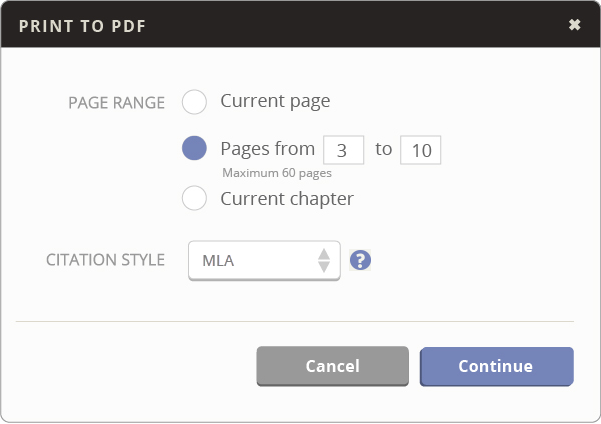 PRINT TO PDF ✖
PAGE RANGE Current page
Pages from 3 to 10
Maximum 60 pages
Current chapter
CITATION STYLE MLA ?
Cancel Continue